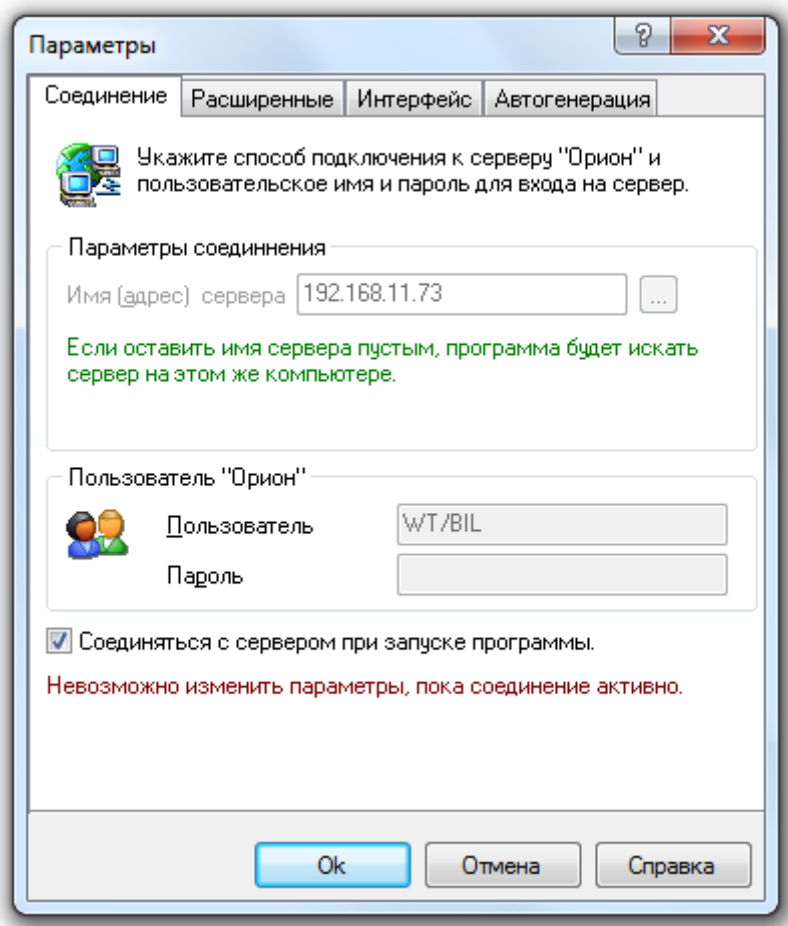 Параметры
Соединение Расширенные Интерфейс Автогенерация
Укажите способ подключения к серверу "Орион" и
пользовательское имя и пароль для входа на сервер.
Параметры соединнения
Имя (адрес) сервера 192.168.11.73 ...
Если оставить имя сервера пустым, программа будет искать
сервер на этом же компьютере.
Пользователь "Орион"
Пользователь WT/BIL
Пароль
Соединяться с сервером при запуске программы.
Невозможно изменить параметры, пока соединение активно.
Ok Отмена Справка